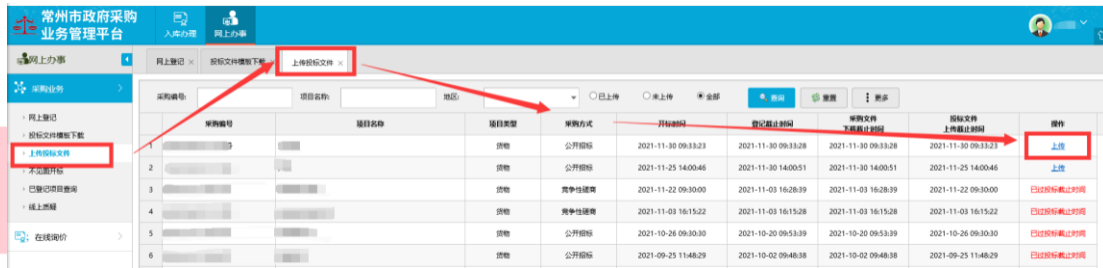 常州市政府采购
业务管理平台
入库办理
网上办事
网上办事
网上登记 ×
投标文件模板下载 ×
上传投标文件 ×
采购业务
网上登记
投标文件模板下载
上传投标文件
不见面开标
已登记项目查询
线上质疑
在线询价
采购编号:
项目名称:
地区:
已上传
未上传
全部
查询
重置
更多
采购编号 项目名称 项目类型 采购方式 开标时间 登记截止时间 采购文件下载截止时间 投标文件上传截止时间 操作
1 货物 公开招标 2021-11-30 09:33:23 2021-11-30 09:33:28 2021-11-30 09:33:28 2021-11-30 09:33:23 上传
2 货物 公开招标 2021-11-25 14:00:46 2021-11-30 14:00:51 2021-11-30 14:00:51 2021-11-25 14:00:46 上传
3 货物 竞争性磋商 2021-11-22 09:30:00 2021-11-03 16:28:39 2021-11-03 16:28:39 2021-11-22 09:30:00 已过投标截止时间
4 货物 竞争性磋商 2021-11-03 16:15:22 2021-11-03 16:15:28 2021-11-03 16:15:28 2021-11-03 16:15:22 已过投标截止时间
5 货物 公开招标 2021-10-26 09:30:30 2021-10-20 09:53:39 2021-10-20 09:53:39 2021-10-26 09:30:30 已过投标截止时间
6 货物 公开招标 2021-09-25 11:48:29 2021-10-02 09:48:38 2021-10-02 09:48:38 2021-09-25 11:48:29 已过投标截止时间